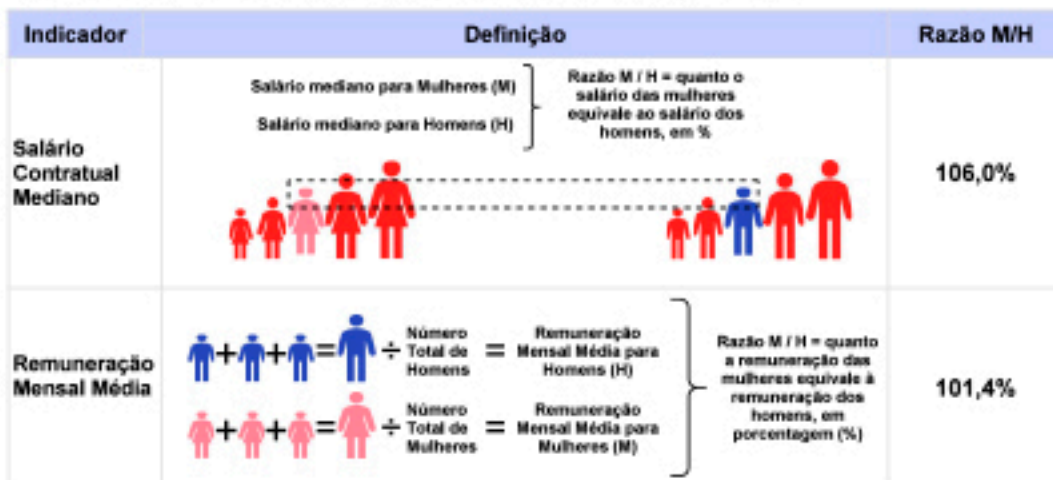 Indicador
Definição
Razão M/H
Salário
Contratual
Mediano
Salário mediano para Mulheres (M)
Salário mediano para Homens (H)
Razão M / H = quanto o
salário das mulheres
equivale ao salário dos
homens, em %
106,0%
Remuneração
Mensal Média
+ + = ÷ Número
Total de
Homens
= Remuneração
Mensal Média para
Homens (H)
+ + = ÷ Número
Total de
Mulheres
= Remuneração
Mensal Média para
Mulheres (M)
Razão M / H = quanto
a remuneração das
mulheres equivale à
remuneração dos
homens, em
porcentagem (%)
101,4%